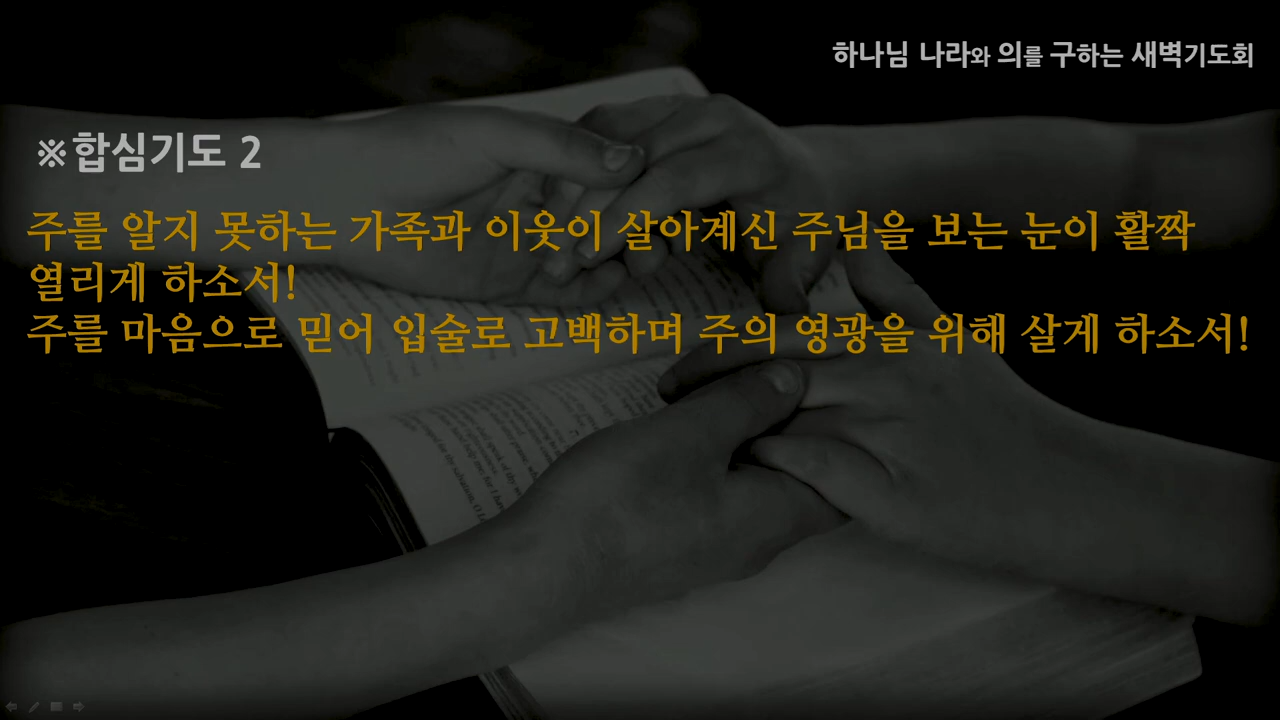 하나님 나라와 의를 구하는 새벽기도회
※합심기도 2
주를 알지 못하는 가족과 이웃이 살아계신 주님을 보는 눈이 활짝
열리게 하소서!
주를 마음으로 믿어 입술로 고백하며 주의 영광을 위해 살게 하소서!